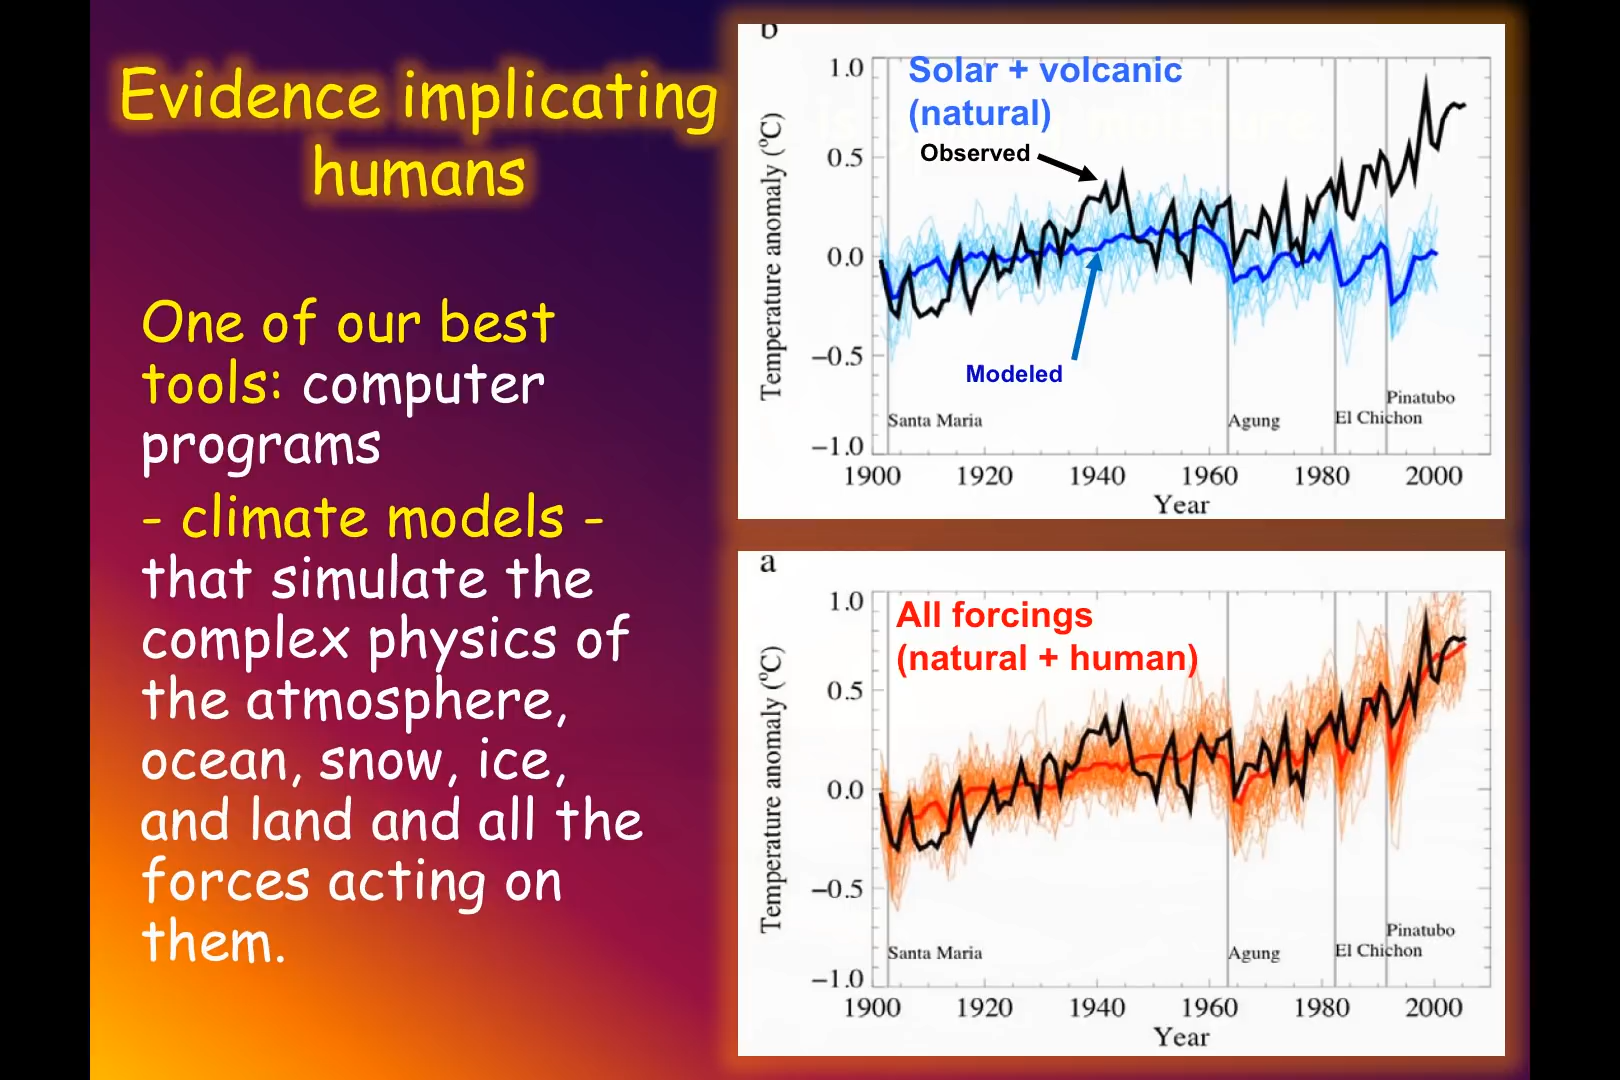 Evidence implicating
humans
One of our best
tools: computer
programs
- climate models -
that simulate the
complex physics of
the atmosphere,
ocean, snow, ice,
and land and all the
forces acting on
them.
b
Solar + volcanic
(natural)
Observed
Modeled
Temperature anomaly (°C)
1.0
0.5
0.0
−0.5
−1.0
Santa Maria
Agung
El Chichon
Pinatubo
1900 1920 1940 1960 1980 2000
Year
a
All forcings
(natural + human)
Temperature anomaly (°C)
1.0
0.5
0.0
−0.5
−1.0
Santa Maria
Agung
El Chichon
Pinatubo
1900 1920 1940 1960 1980 2000
Year